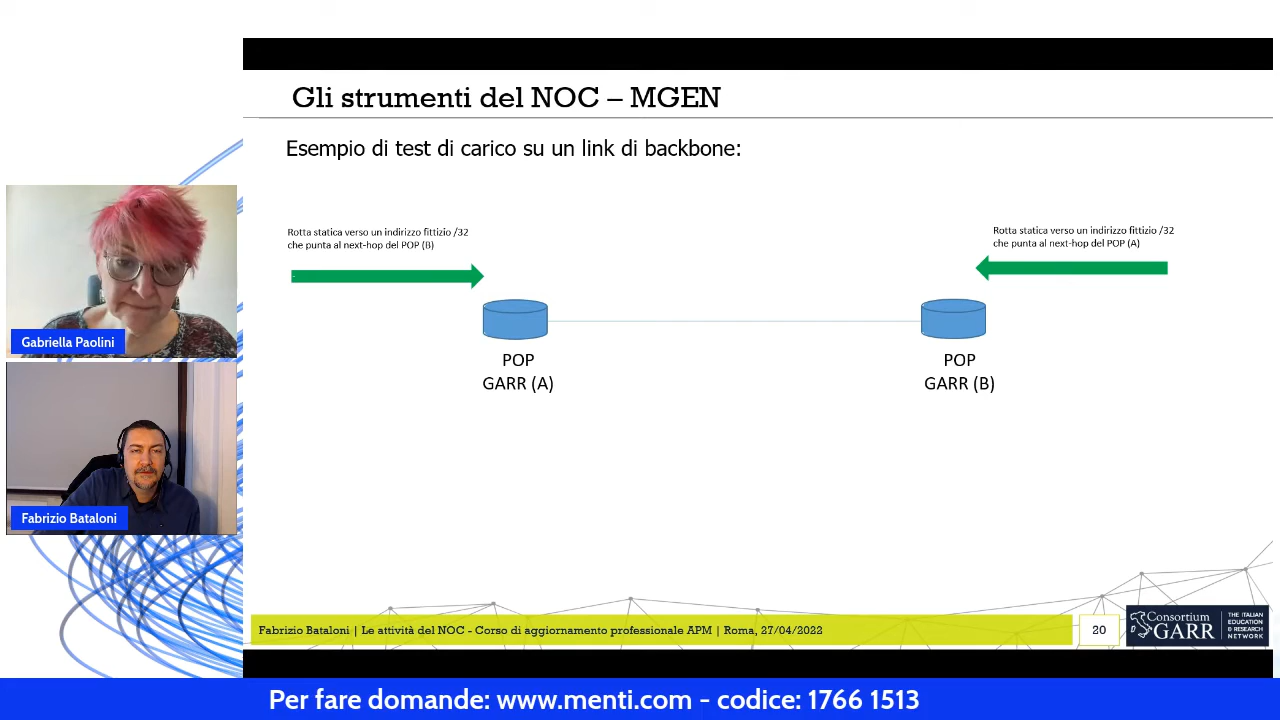 Gli strumenti del NOC – MGEN
Esempio di test di carico su un link di backbone:
Rotta statica verso un indirizzo fittizio /32
che punta al next-hop del POP (B)
Rotta statica verso un indirizzo fittizio /32
che punta al next-hop del POP (A)
POP
GARR (A)
POP
GARR (B)
Gabriella Paolini
Fabrizio Bataloni
Fabrizio Bataloni | Le attività del NOC - Corso di aggiornamento professionale APM | Roma, 27/04/2022
20
Consortium
GARR
THE ITALIAN
EDUCATION
& RESEARCH
NETWORK
Per fare domande: www.menti.com - codice: 1766 1513